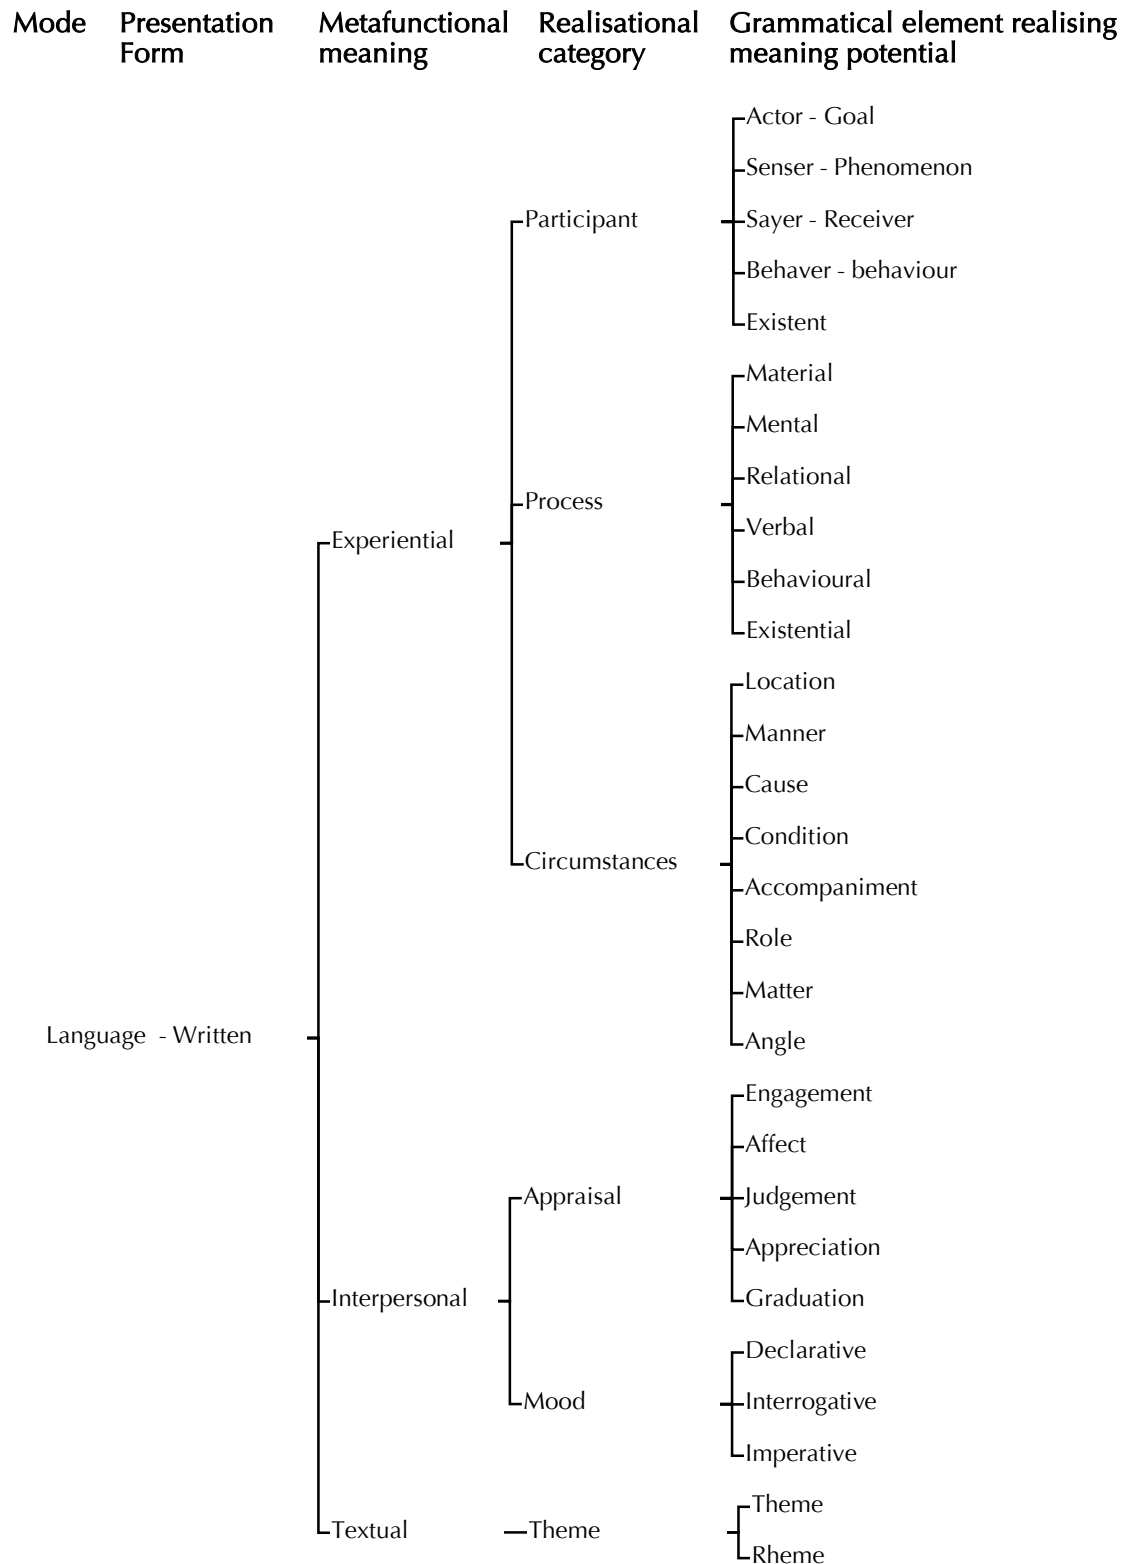 Mode Presentation Form Metafunctional meaning Realisational category Grammatical element realising meaning potential
Actor - Goal
Senser - Phenomenon
Participant Sayer - Receiver
Behaver - behaviour
Existent
Material
Mental
Relational
Process
Verbal
Experiential
Behavioural
Existential
Location
Manner
Cause
Condition
Circumstances
Accompaniment
Role
Matter
Language - Written
Angle
Engagement
Affect
Appraisal Judgement
Appreciation
Interpersonal Graduation
Declarative
Mood Interrogative
Imperative
Theme
Textual Theme
Rheme